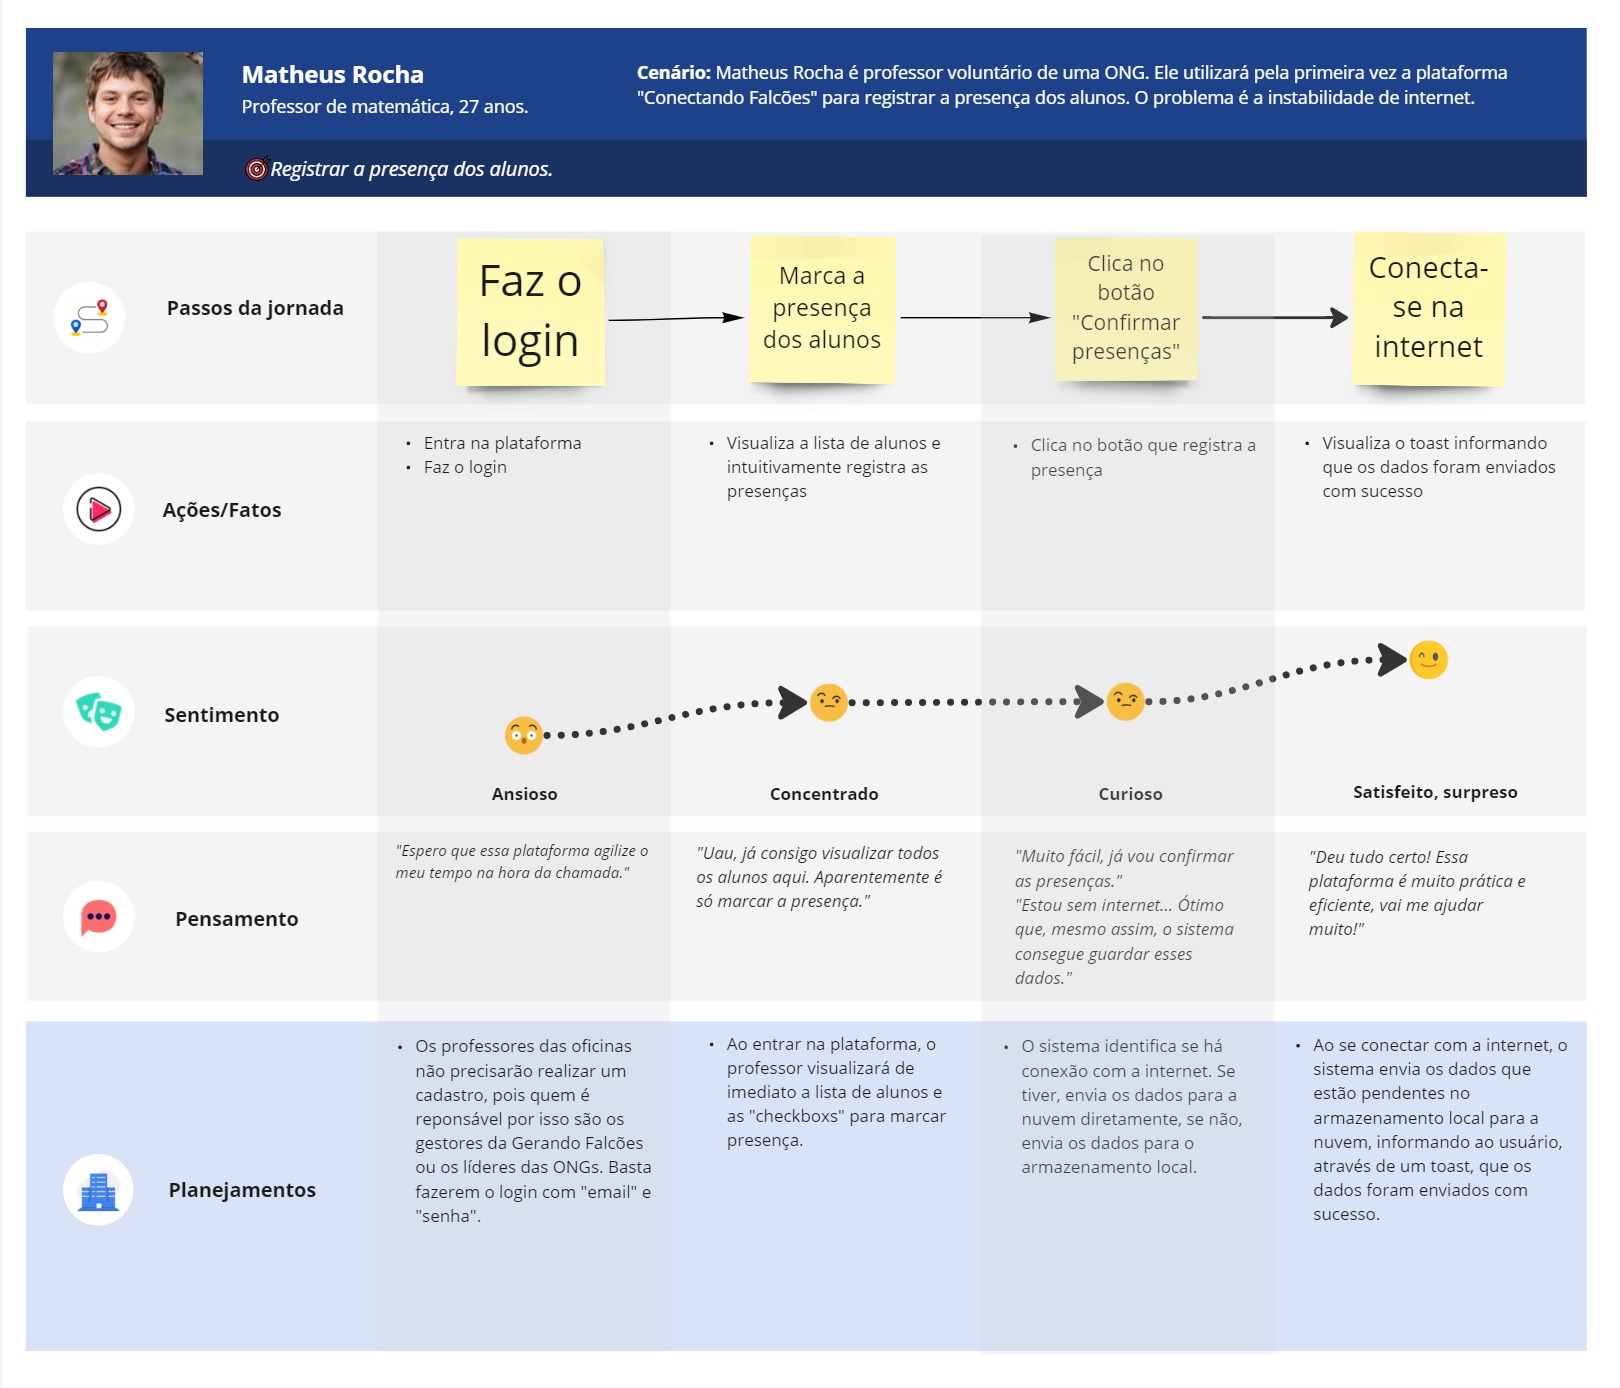 Matheus Rocha
Professor de matemática, 27 anos.
Cenário: Matheus Rocha é professor voluntário de uma ONG. Ele utilizará pela primeira vez a plataforma
"Conectando Falcões" para registrar a presença dos alunos. O problema é a instabilidade de internet.
Registrar a presença dos alunos.
Passos da jornada
Faz o
login
Marca a
presença
dos alunos
Clica no
botão
"Confirmar
presenças"
Conecta-
se na
internet
Ações/Fatos
• Entra na plataforma
• Faz o login
• Visualiza a lista de alunos e
intuitivamente registra as
presenças
• Clica no botão que registra a
presença
• Visualiza o toast informando
que os dados foram enviados
com sucesso
Sentimento
Ansioso
Concentrado
Curioso
Satisfeito, surpreso
Pensamento
"Espero que essa plataforma agilize o
meu tempo na hora da chamada."
"Uau, já consigo visualizar todos
os alunos aqui. Aparentemente é
só marcar a presença."
"Muito fácil, já vou confirmar
as presenças."
"Estou sem internet... Ótimo
que, mesmo assim, o sistema
consegue guardar esses
dados."
"Deu tudo certo! Essa
plataforma é muito prática e
eficiente, vai me ajudar
muito!"
Planejamentos
• Os professores das oficinas
não precisarão realizar um
cadastro, pois quem é
reponsável por isso são os
gestores da Gerando Falcões
ou os líderes das ONGs. Basta
fazerem o login com "email" e
"senha".
• Ao entrar na plataforma, o
professor visualizará de
imediato a lista de alunos e
as "checkboxs" para marcar
presença.
• O sistema identifica se há
conexão com a internet. Se
tiver, envia os dados para a
nuvem diretamente, se não,
envia os dados para o
armazenamento local.
• Ao se conectar com a internet, o
sistema envia os dados que
estão pendentes no
armazenamento local para a
nuvem, informando ao usuário,
através de um toast, que os
dados foram enviados com
sucesso.